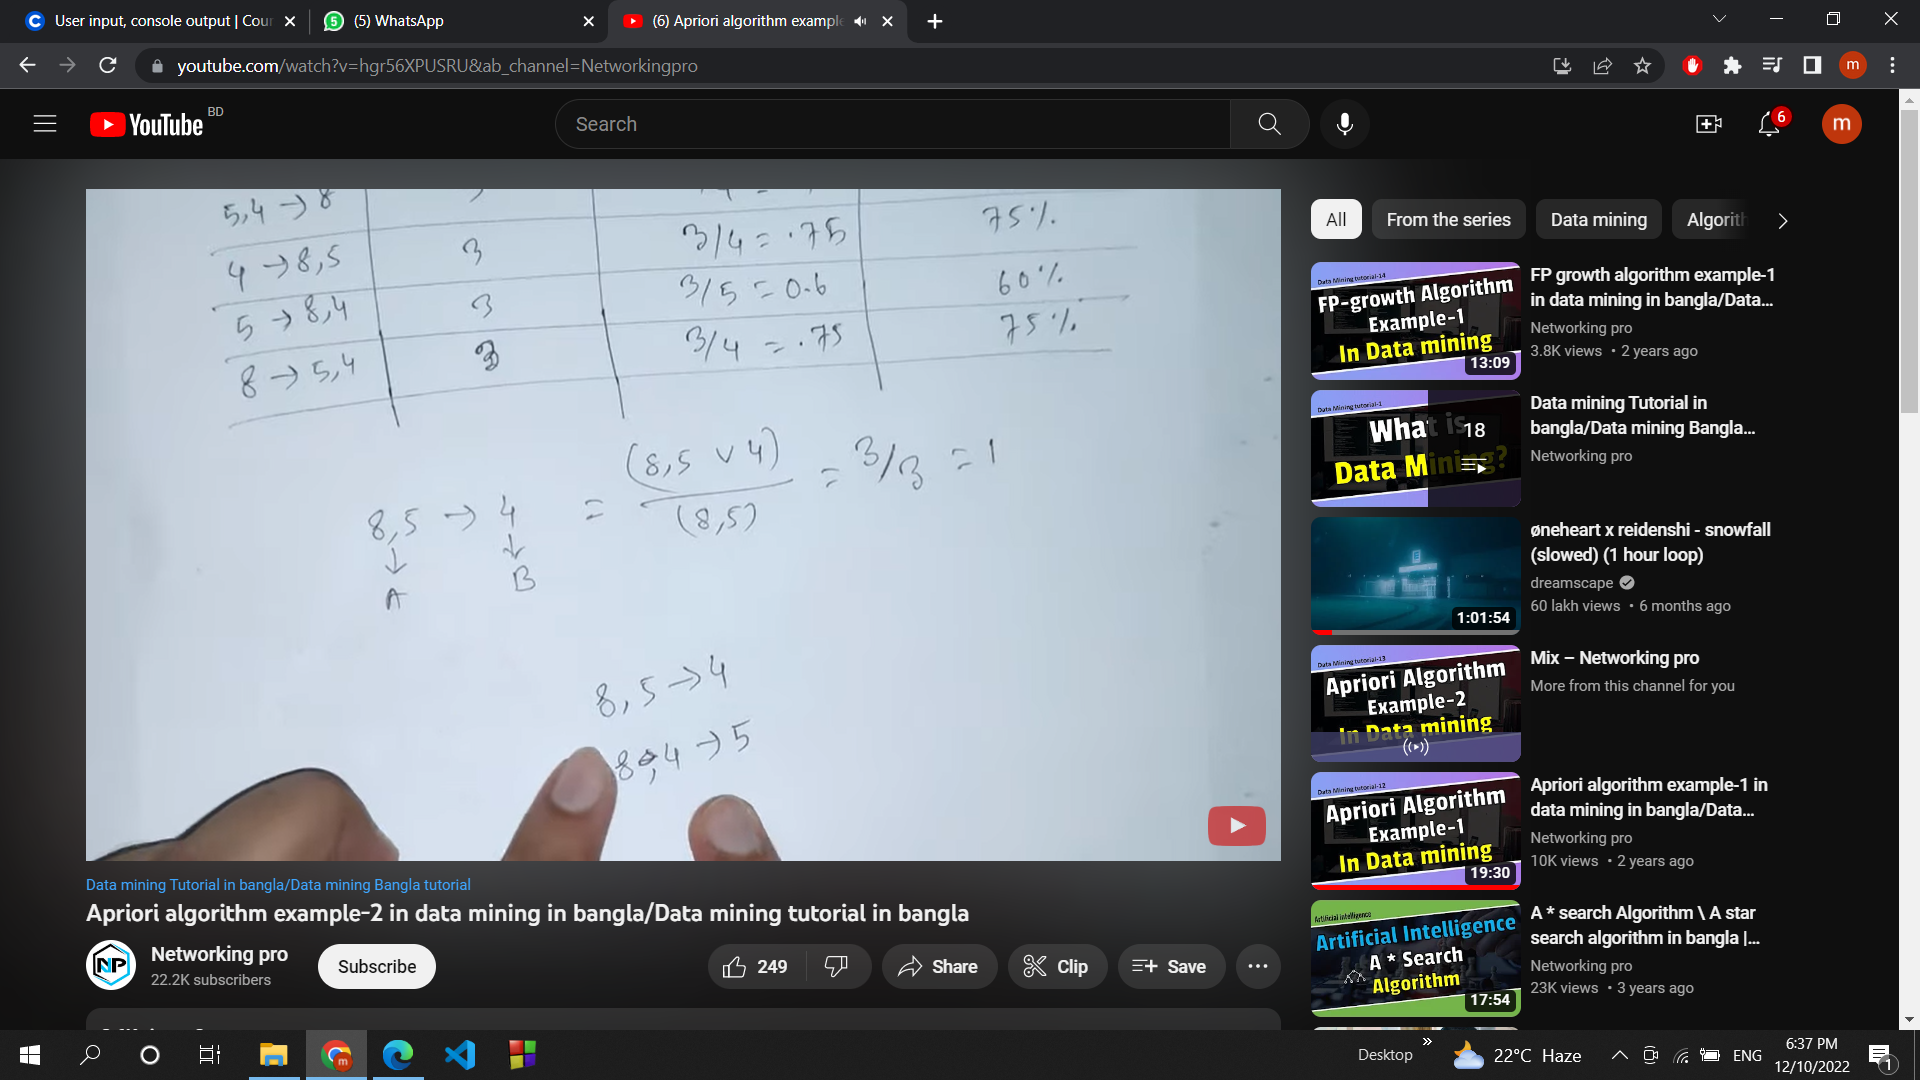 User input, console output | Cour
(5) WhatsApp
(6) Apriori algorithm example
youtube.com/watch?v=hgr56XPUSRU&ab_channel=Networkingpro
m
YouTube BD
Search
6
m
5,4 → 8
4 → 8,5 3 3/4 = .75 75%
5 → 8,4 3 3/5 = 0.6 60%
8 → 5,4 3 3/4 = .75 75%
(8,5 ∨ 4)
8,5 → 4 = = 3/3 = 1
(8,5)
A B
8,5 → 4
8,4 → 5
Data mining Tutorial in bangla/Data mining Bangla tutorial
Apriori algorithm example-2 in data mining in bangla/Data mining tutorial in bangla
NP
Networking pro
22.2K subscribers
Subscribe
249
Share
Clip
Save
All
From the series
Data mining
Algorith
Data Mining tutorial-14
FP-growth Algorithm
Example-1
In Data mining
13:09
FP growth algorithm example-1
in data mining in bangla/Data...
Networking pro
3.8K views • 2 years ago
Data Mining tutorial-1
What is
Data Mining?
18
Data mining Tutorial in
bangla/Data mining Bangla...
Networking pro
1:01:54
øneheart x reidenshi - snowfall
(slowed) (1 hour loop)
dreamscape
60 lakh views • 6 months ago
Data Mining tutorial-13
Apriori Algorithm
Example-2
In Data mining
Mix – Networking pro
More from this channel for you
Data Mining tutorial-12
Apriori Algorithm
Example-1
In Data mining
19:30
Apriori algorithm example-1 in
data mining in bangla/Data...
Networking pro
10K views • 2 years ago
Artificial intelligence
Artificial Intelligence
A * Search
Algorithm
17:54
A * search Algorithm \ A star
search algorithm in bangla |...
Networking pro
23K views • 3 years ago
m
Desktop
22°C Haze
ENG
6:37 PM
12/10/2022
1